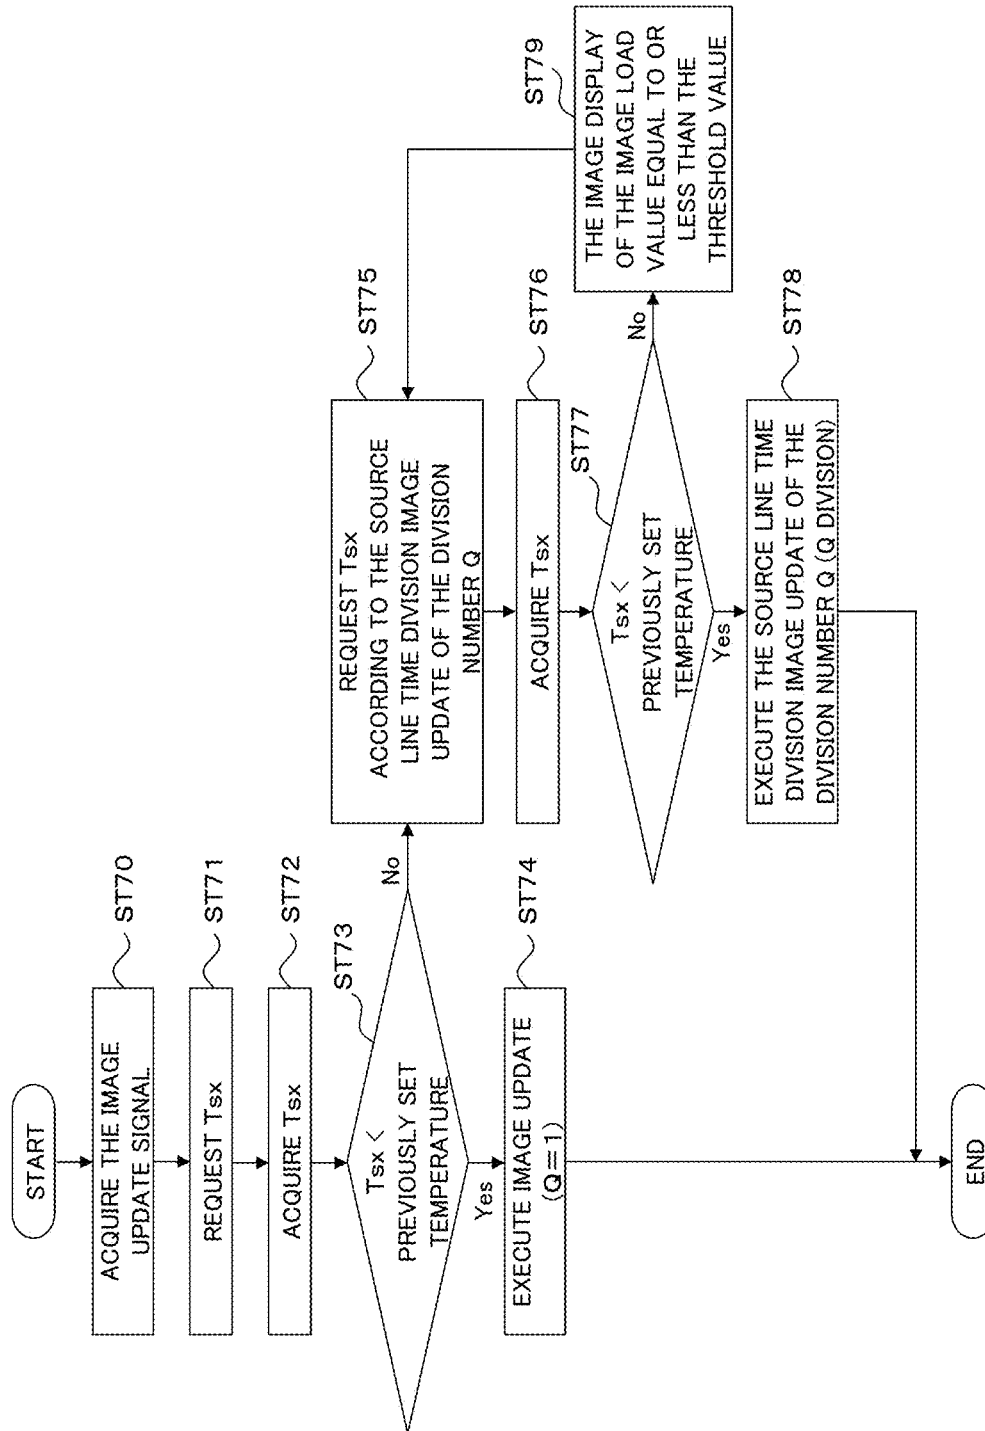 START
ACQUIRE THE IMAGE
UPDATE SIGNAL
ST70
REQUEST Tsx
ST71
ACQUIRE Tsx
ST72
ST73
Tsx <
PREVIOUSLY SET
TEMPERATURE
No
Yes
EXECUTE IMAGE UPDATE
(Q=1)
ST74
REQUEST Tsx
ACCORDING TO THE SOURCE
LINE TIME DIVISION IMAGE
UPDATE OF THE DIVISION
NUMBER Q
ST75
ACQUIRE Tsx
ST76
ST77
Tsx <
PREVIOUSLY SET
TEMPERATURE
No
Yes
EXECUTE THE SOURCE LINE TIME
DIVISION IMAGE UPDATE OF THE
DIVISION NUMBER Q (Q DIVISION)
ST78
ST79
THE IMAGE DISPLAY
OF THE IMAGE LOAD
VALUE EQUAL TO OR
LESS THAN THE
THRESHOLD VALUE
END